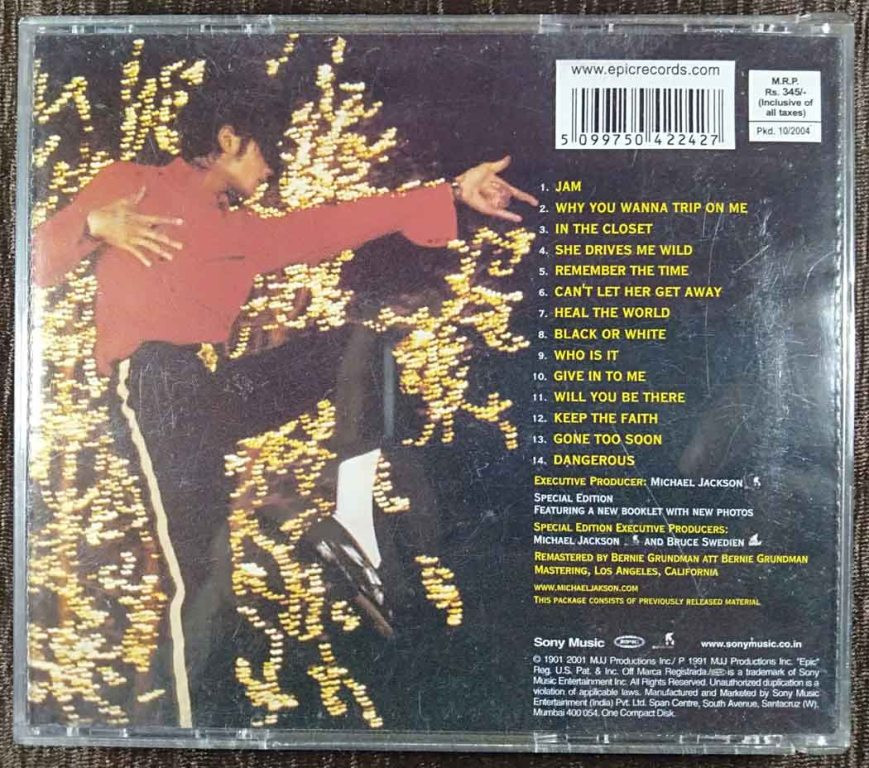 www.epicrecords.com
5 099750 422427
M.R.P.
Rs. 345/-
(Inclusive of
all taxes)
Pkd. 10/2004
1. JAM
2. WHY YOU WANNA TRIP ON ME
3. IN THE CLOSET
4. SHE DRIVES ME WILD
5. REMEMBER THE TIME
6. CAN'T LET HER GET AWAY
7. HEAL THE WORLD
8. BLACK OR WHITE
9. WHO IS IT
10. GIVE IN TO ME
11. WILL YOU BE THERE
12. KEEP THE FAITH
13. GONE TOO SOON
14. DANGEROUS
EXECUTIVE PRODUCER: MICHAEL JACKSON
SPECIAL EDITION
FEATURING A NEW BOOKLET WITH NEW PHOTOS
SPECIAL EDITION EXECUTIVE PRODUCERS:
MICHAEL JACKSON AND BRUCE SWEDIEN
REMASTERED BY BERNIE GRUNDMAN ATT BERNIE GRUNDMAN
MASTERING, LOS ANGELES, CALIFORNIA
WWW.MICHAELJAKSON.COM
THIS PACKAGE CONSISTS OF PREVIOUSLY RELEASED MATERIAL
Sony Music epic www.sonymusic.co.in
© 1901 2001 MJJ Productions Inc./ P 1991 MJJ Productions Inc. "Epic"
Reg. U.S. Pat. & Inc. Off Marca Registrada/ is a trademark of Sony
Music Entertainment Inc. All Rights Reserved. Unauthorized duplication is a
violation of applicable laws. Manufactured and Marketed by Sony Music
Entertainment (India) Pvt. Ltd. Span Centre, South Avenue, Santacruz (W).
Mumbai 400 054. One Compact Disk.